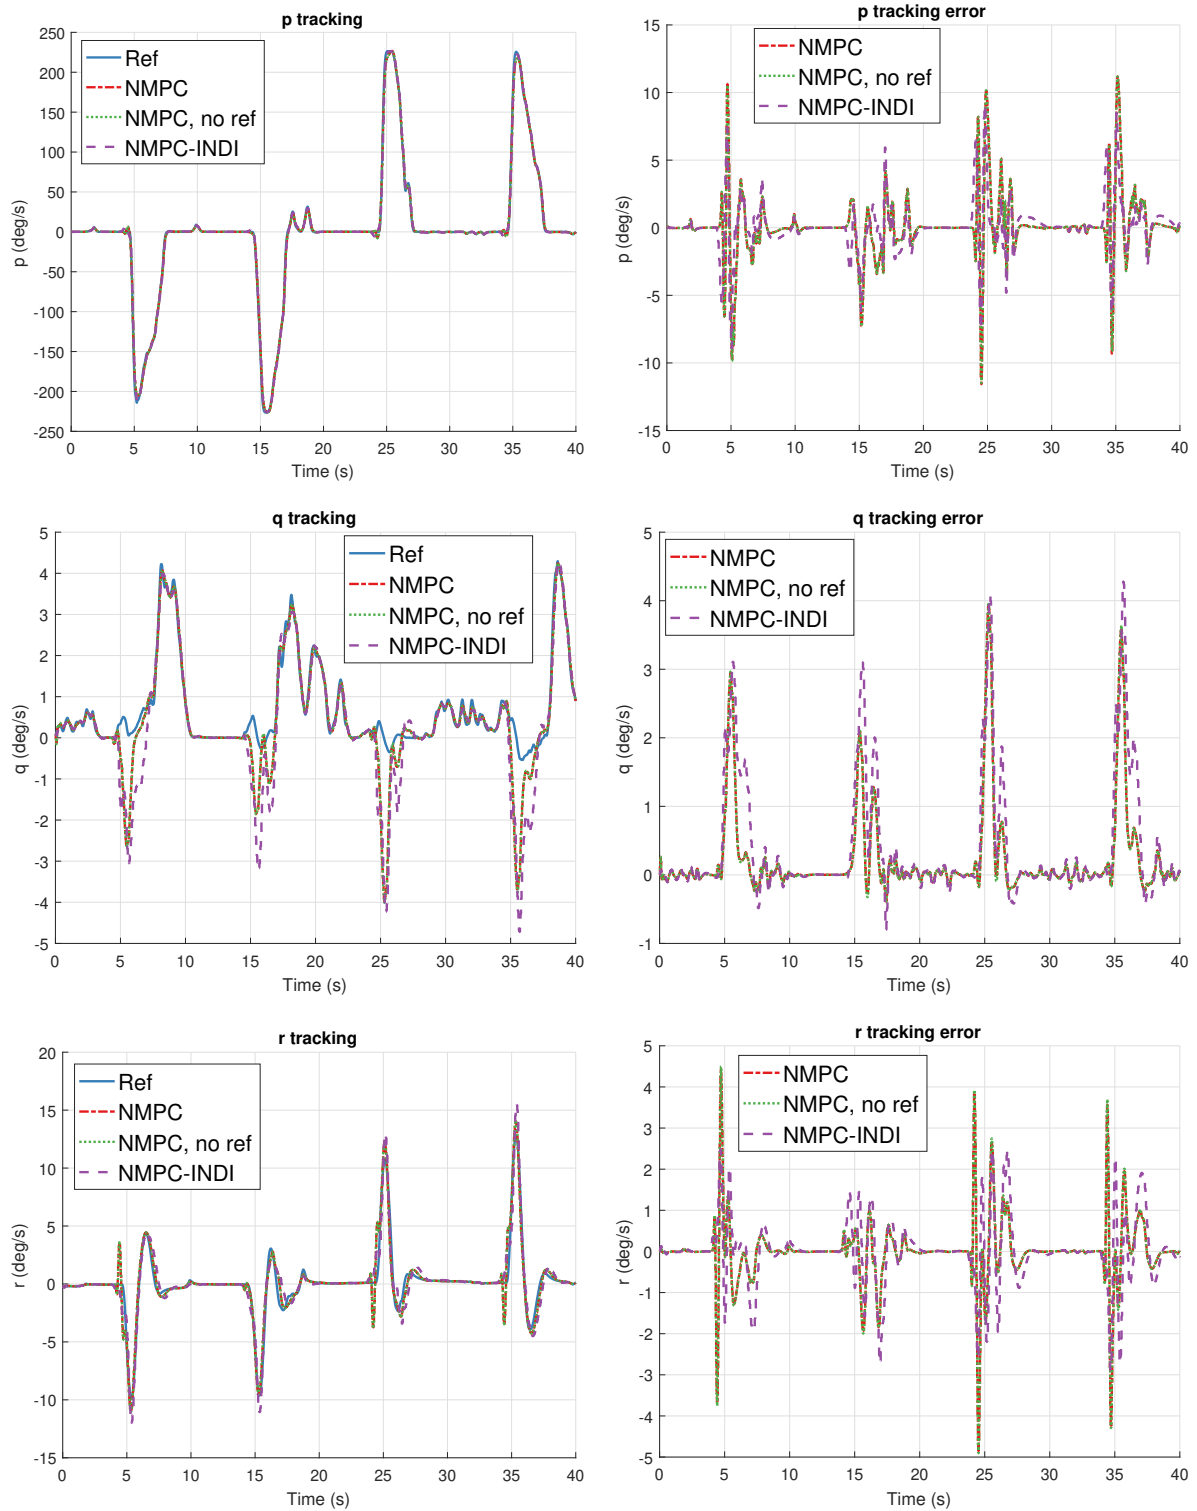 p tracking
250
200
150
100
50
0
-50
-100
-150
-200
-250
p (deg/s)
Ref
NMPC
NMPC, no ref
NMPC-INDI
0 5 10 15 20 25 30 35 40
Time (s)
p tracking error
15
10
5
0
-5
-10
-15
p (deg/s)
NMPC
NMPC, no ref
NMPC-INDI
0 5 10 15 20 25 30 35 40
Time (s)
q tracking
5
4
3
2
1
0
-1
-2
-3
-4
-5
q (deg/s)
Ref
NMPC
NMPC, no ref
NMPC-INDI
0 5 10 15 20 25 30 35 40
Time (s)
q tracking error
5
4
3
2
1
0
-1
q (deg/s)
NMPC
NMPC, no ref
NMPC-INDI
0 5 10 15 20 25 30 35 40
Time (s)
r tracking
20
15
10
5
0
-5
-10
-15
r (deg/s)
Ref
NMPC
NMPC, no ref
NMPC-INDI
0 5 10 15 20 25 30 35 40
Time (s)
r tracking error
5
4
3
2
1
0
-1
-2
-3
-4
-5
r (deg/s)
NMPC
NMPC, no ref
NMPC-INDI
0 5 10 15 20 25 30 35 40
Time (s)